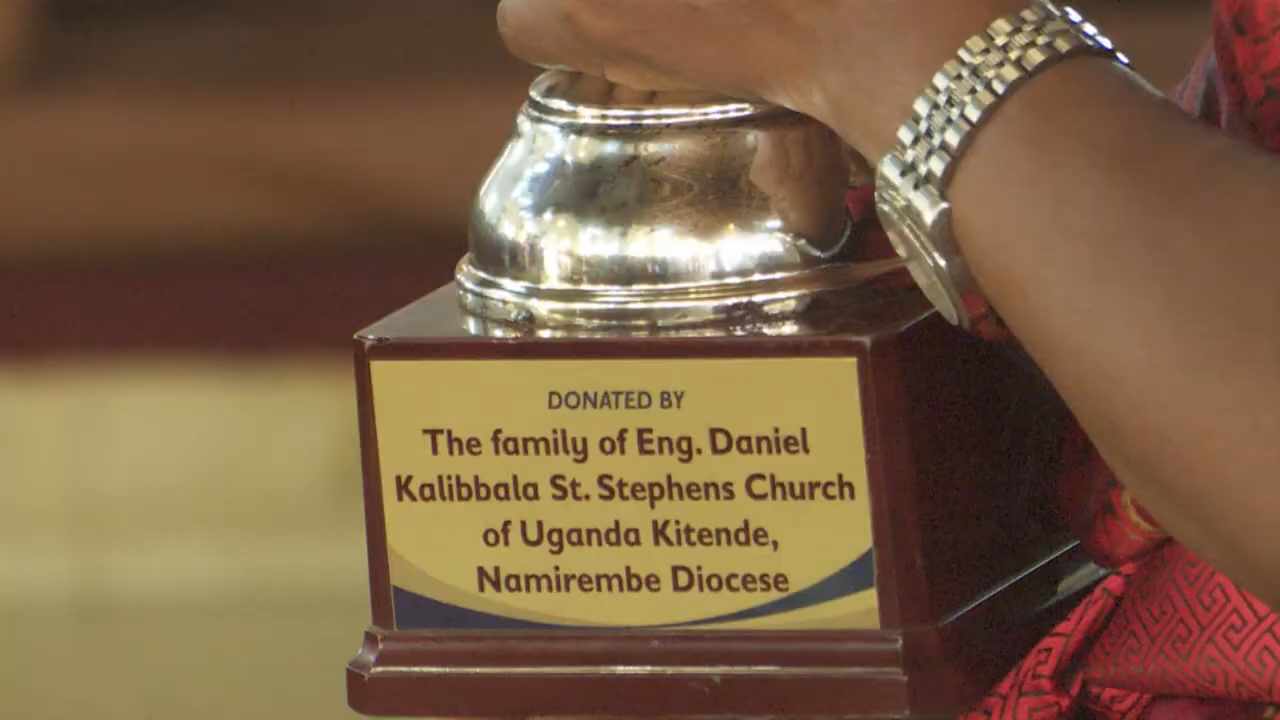 DONATED BY
The family of Eng. Daniel
Kalibbala St. Stephens Church
of Uganda Kitende,
Namirembe Diocese